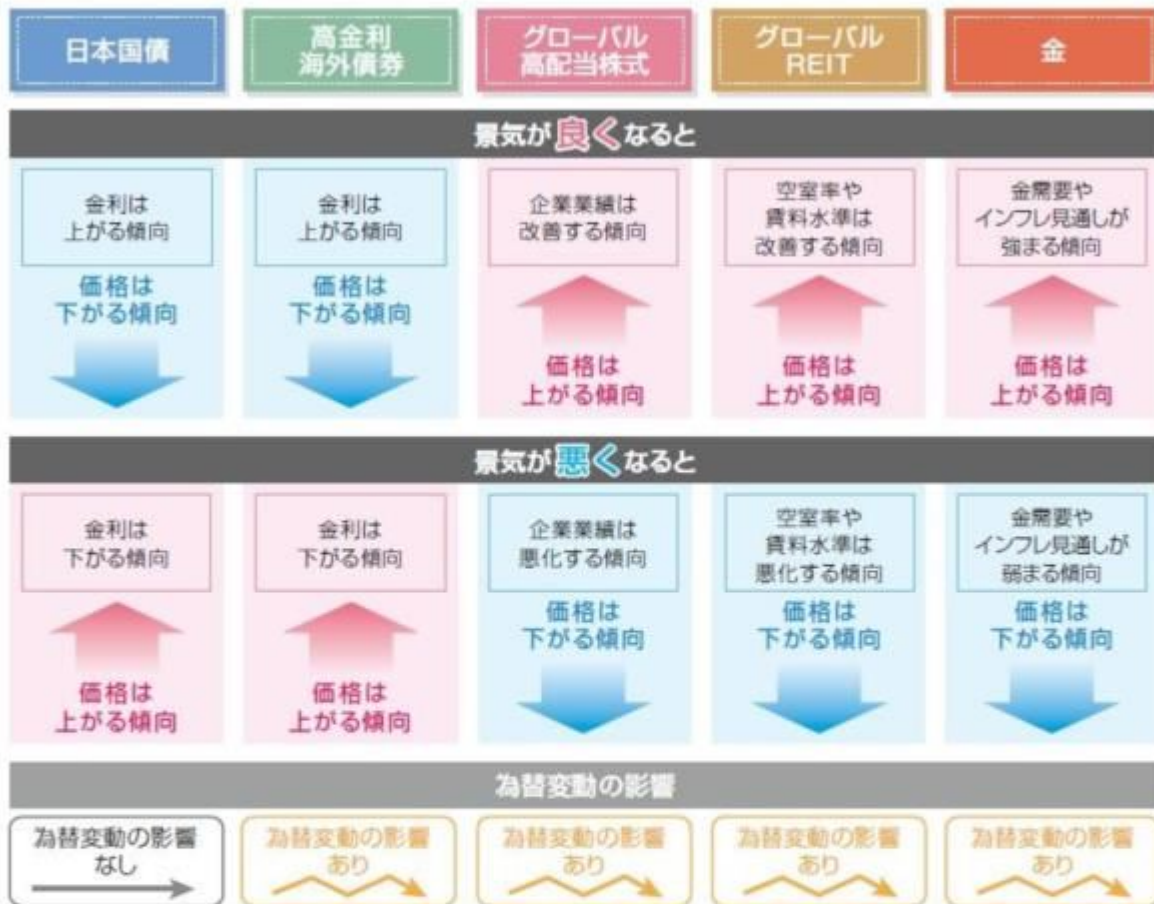 日本国債
高金利
海外債券
グローバル
高配当株式
グローバル
REIT
金
景気が良くなると
金利は
上がる傾向
価格は
下がる傾向
金利は
上がる傾向
価格は
下がる傾向
企業業績は
改善する傾向
価格は
上がる傾向
空室率や
賃料水準は
改善する傾向
価格は
上がる傾向
金需要や
インフレ見通しが
強まる傾向
価格は
上がる傾向
景気が悪くなると
金利は
下がる傾向
価格は
上がる傾向
金利は
下がる傾向
価格は
上がる傾向
企業業績は
悪化する傾向
価格は
下がる傾向
空室率や
賃料水準は
悪化する傾向
価格は
下がる傾向
金需要や
インフレ見通しが
弱まる傾向
価格は
下がる傾向
為替変動の影響
為替変動の影響
なし
為替変動の影響
あり
為替変動の影響
あり
為替変動の影響
あり
為替変動の影響
あり